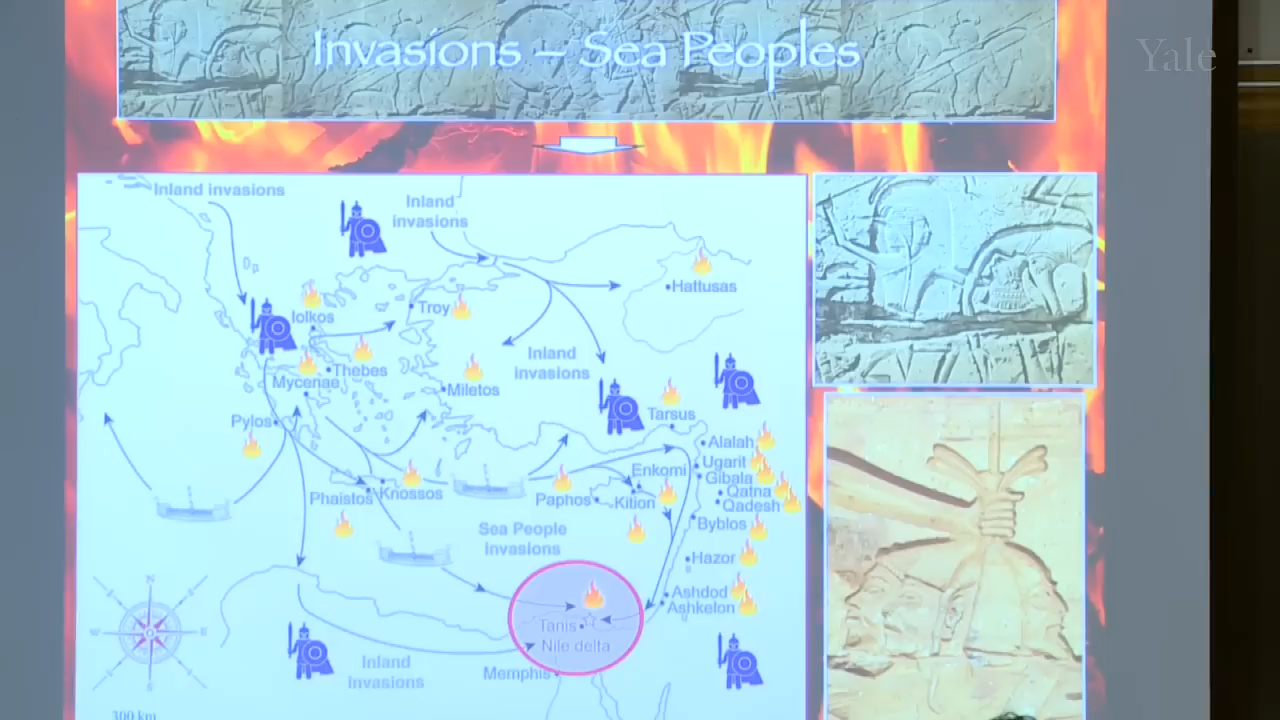 Invasions – Sea Peoples
Yale
Inland invasions
Inland
invasions
Hattusas
Troy
Iolkos
Thebes
Mycenae
Inland
invasions
Miletos
Pylos
Tarsus
Alalah
Ugarit
Enkomi
Gibala
Qatna
Qadesh
Phaistos
Knossos
Paphos
Kition
Byblos
Sea People
Invasions
Hazor
Ashdod
Ashkelon
Tanis
Nile delta
Memphis
Inland
Invasions
N
W
E
S
300 km